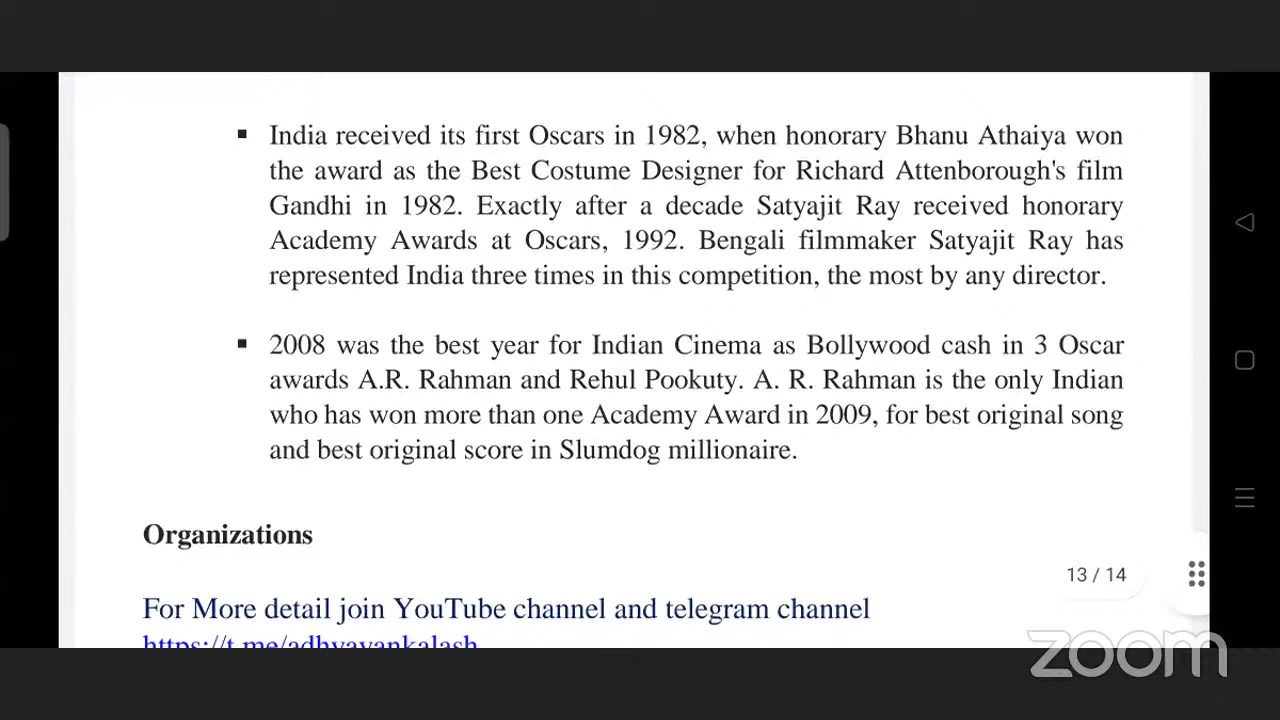 ▪ India received its first Oscars in 1982, when honorary Bhanu Athaiya won
the award as the Best Costume Designer for Richard Attenborough's film
Gandhi in 1982. Exactly after a decade Satyajit Ray received honorary
Academy Awards at Oscars, 1992. Bengali filmmaker Satyajit Ray has
represented India three times in this competition, the most by any director.
▪ 2008 was the best year for Indian Cinema as Bollywood cash in 3 Oscar
awards A.R. Rahman and Rehul Pookuty. A. R. Rahman is the only Indian
who has won more than one Academy Award in 2009, for best original song
and best original score in Slumdog millionaire.
Organizations
13 / 14
For More detail join YouTube channel and telegram channel
https://t.me/adhyayankalash
zoom